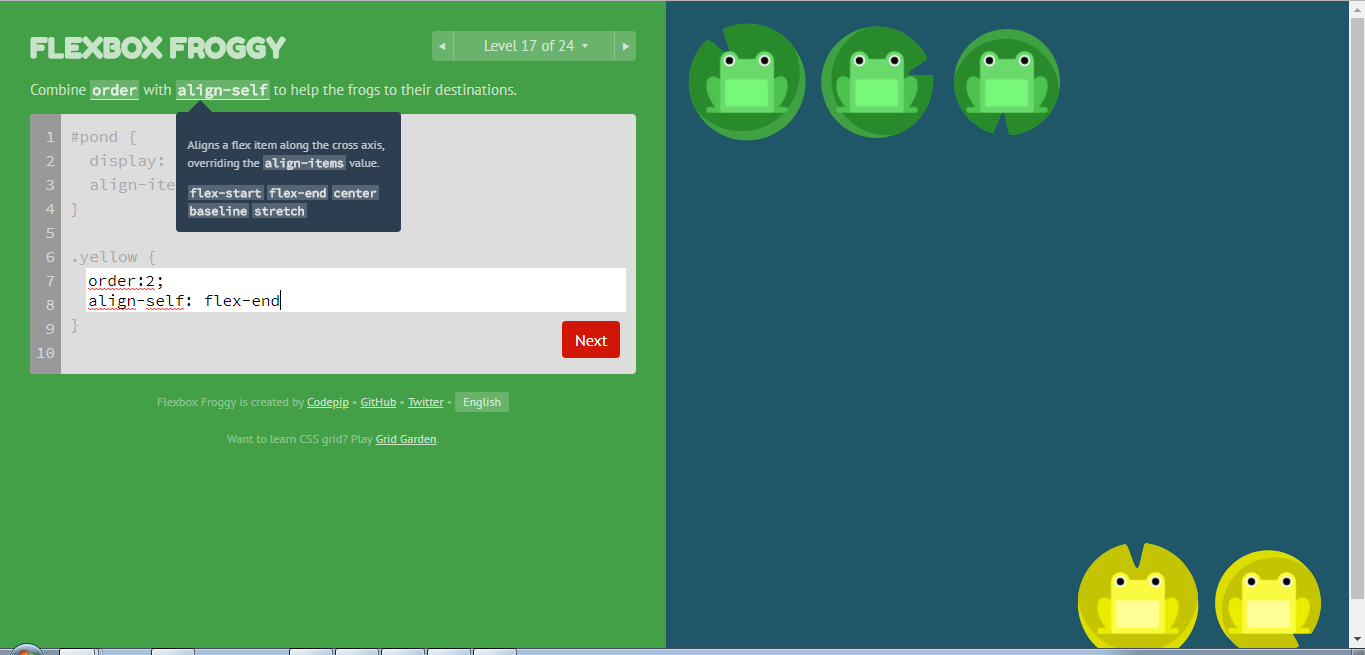 FLEXBOX FROGGY
◄ Level 17 of 24 ▾ ►
Combine order with align-self to help the frogs to their destinations.
Aligns a flex item along the cross axis,
overriding the align-items value.
flex-start flex-end center
baseline stretch
1 #pond {
2 display:
3 align-ite
4 }
5
6 .yellow {
7 order:2;
8 align-self: flex-end
9 }
10
Next
Flexbox Froggy is created by Codepip • GitHub • Twitter • English
Want to learn CSS grid? Play Grid Garden.